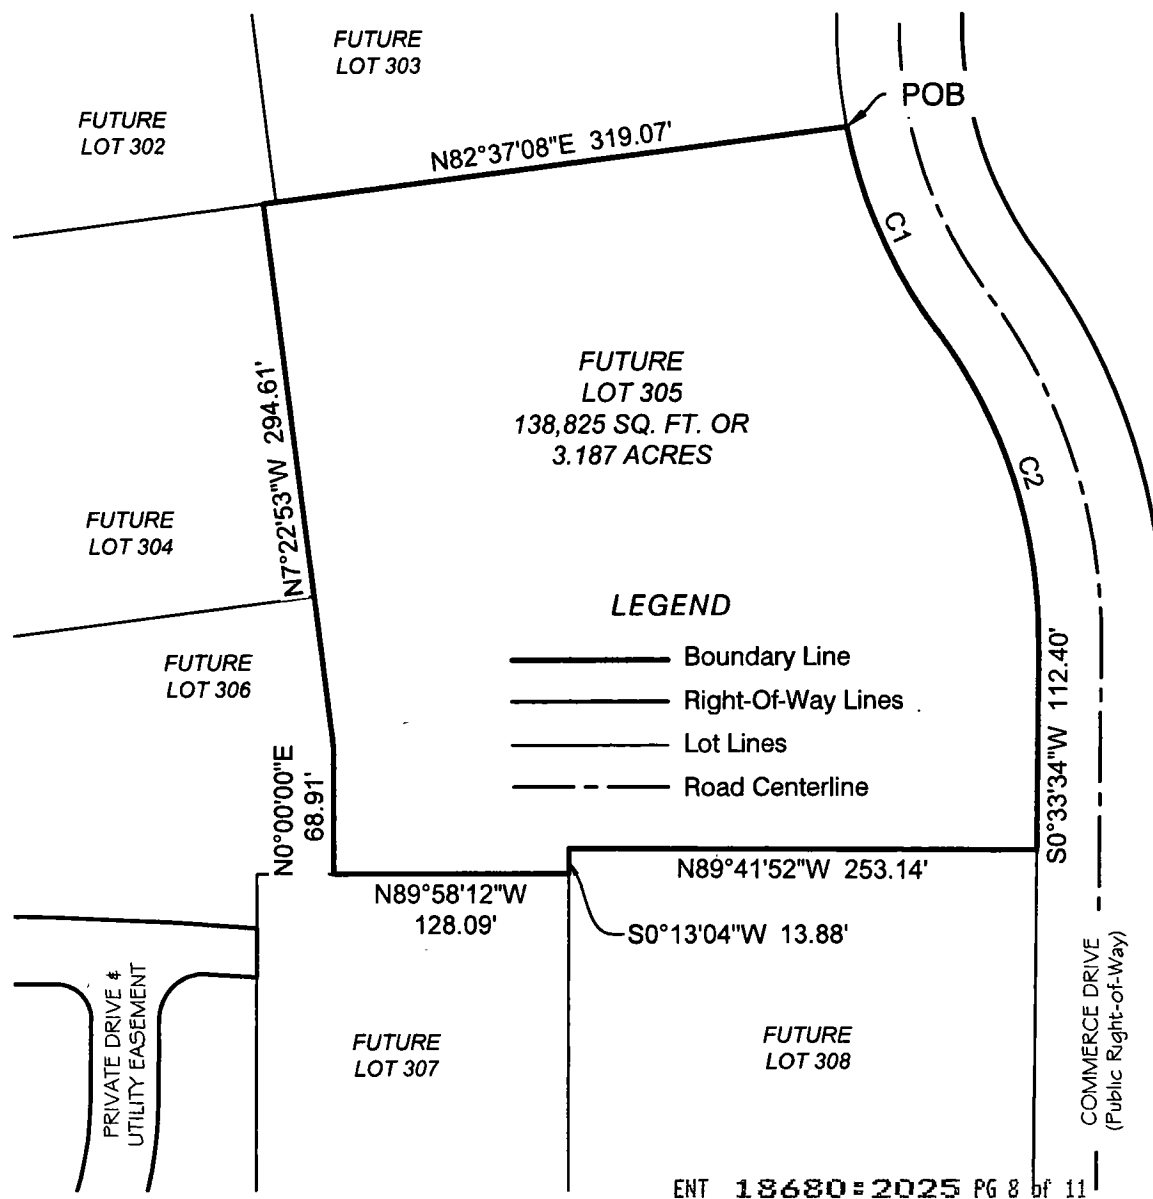 FUTURE
LOT 303
POB
FUTURE
LOT 302
N82°37'08"E 319.07'
C1
FUTURE
LOT 305
138,825 SQ. FT. OR
3.187 ACRES
N7°22'53"W 294.61'
C2
FUTURE
LOT 304
LEGEND
Boundary Line
Right-Of-Way Lines
Lot Lines
Road Centerline
FUTURE
LOT 306
S0°33'34"W 112.40'
N0°00'00"E
68.91'
N89°41'52"W 253.14'
N89°58'12"W
128.09'
S0°13'04"W 13.88'
PRIVATE DRIVE &
UTILITY EASEMENT
FUTURE
LOT 307
FUTURE
LOT 308
COMMERCE DRIVE
(Public Right-of-Way)
ENT 18680:2025 PG 8 of 11